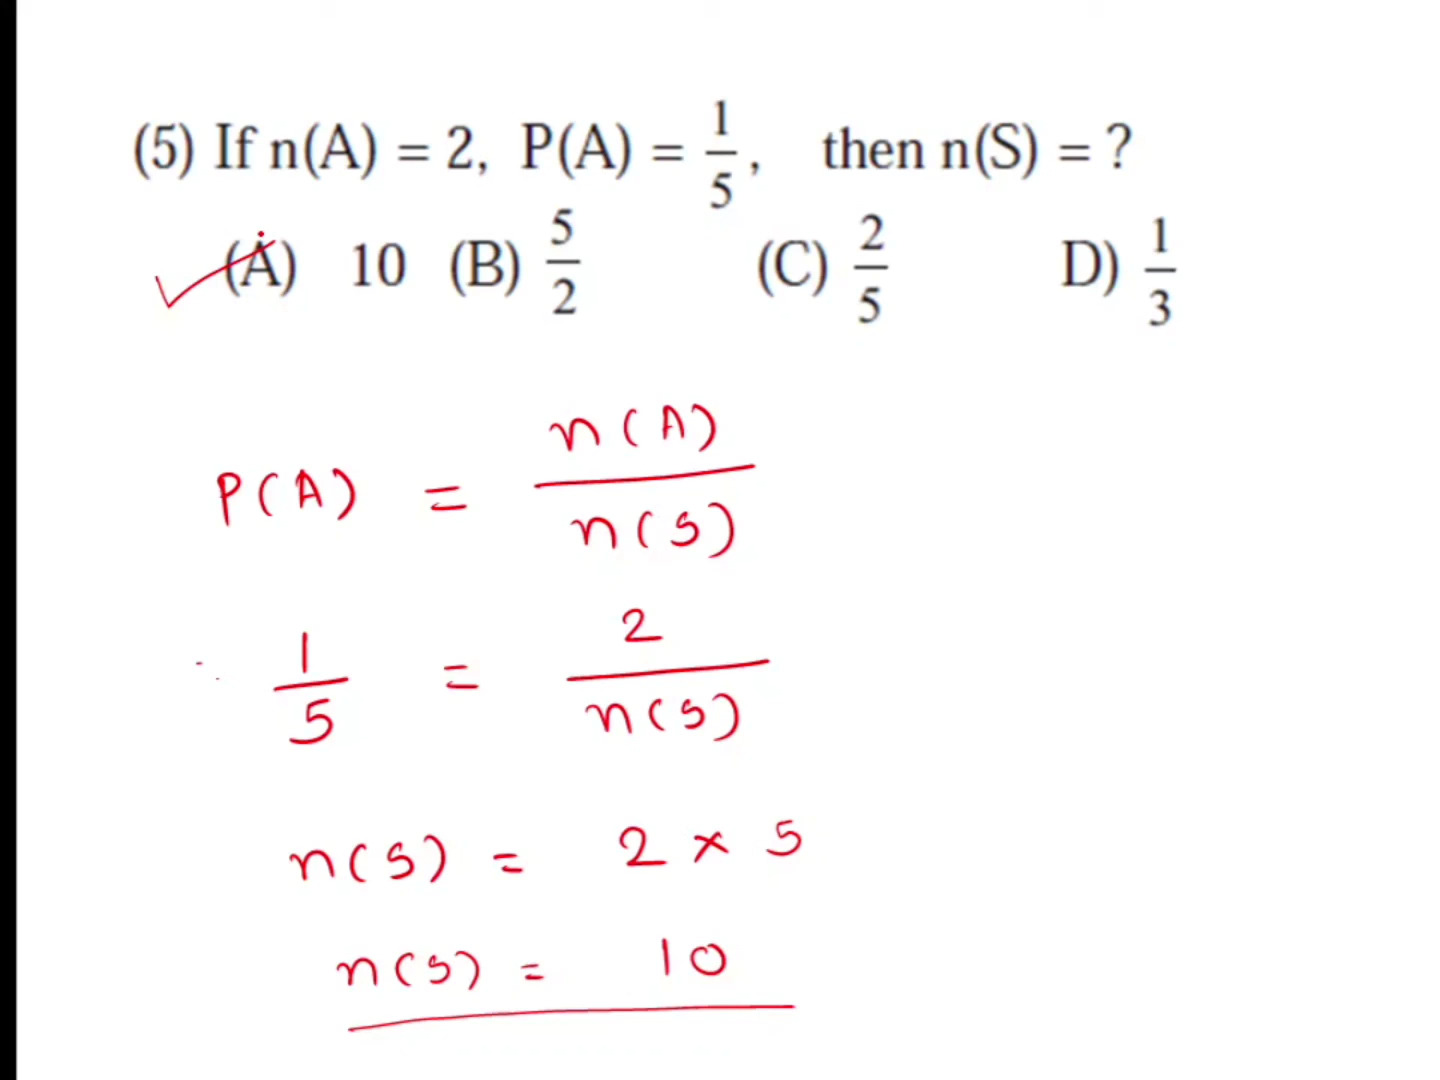 (5) If n(A) = 2, P(A) = 1/5, then n(S) = ?
(A) 10 (B) 5/2 (C) 2/5 D) 1/3
P(A) = n(A)/n(S)
1/5 = 2/n(S)
n(S) = 2 × 5
n(S) = 10